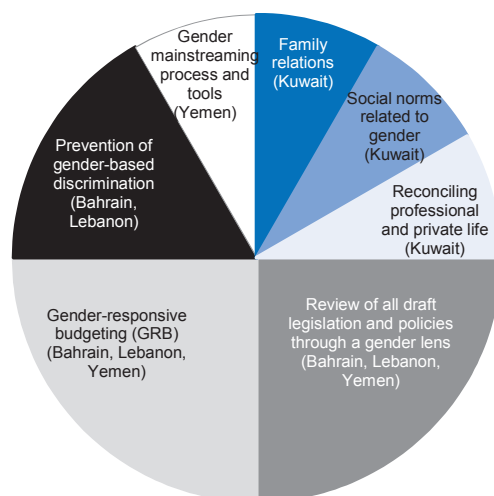 Gender
mainstreaming
process and
tools
(Yemen)
Family
relations
(Kuwait)
Social norms
related to
gender
(Kuwait)
Reconciling
professional
and private life
(Kuwait)
Review of all draft
legislation and policies
through a gender lens
(Bahrain, Lebanon,
Yemen)
Gender-responsive
budgeting (GRB)
(Bahrain, Lebanon,
Yemen)
Prevention of
gender-based
discrimination
(Bahrain,
Lebanon)